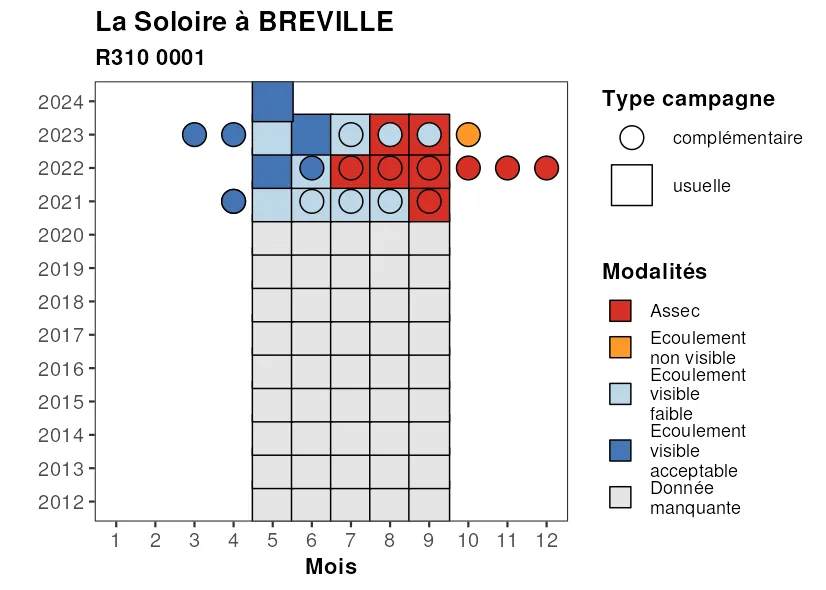 La Soloire à BREVILLE
R310 0001
2024
2023
2022
2021
2020
2019
2018
2017
2016
2015
2014
2013
2012
1 2 3 4 5 6 7 8 9 10 11 12
Mois
Type campagne
complémentaire
usuelle
Modalités
Assec
Ecoulement
non visible
Ecoulement
visible
faible
Ecoulement
visible
acceptable
Donnée
manquante